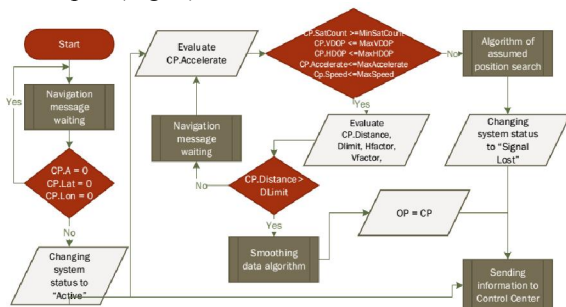 Start
Yes
Navigation
message
waiting
CP.A = 0
CP.Lat = 0
CP.Lon = 0
No
Changing
system
status to
"Active"
Evaluate
CP.Accelerate
Navigation
message
waiting
No
CP.SatCount >=MinSatCount
CP.VDOP <= MaxVDOP
CP.HDOP <= MaxHDOP
CP.Accelerate<=MaxAccelerate
Cp.Speed<=MaxSpeed
No
Yes
Evaluate
CP.Distance,
Dlimit, Hfactor,
Vfactor,
CP.Distance>
DLimit
Yes
Smoothing
data algorithm
OP = CP
Algorithm of
assumed
position search
Changing
system status
to "Signal
Lost"
Sending
information to
Control Center